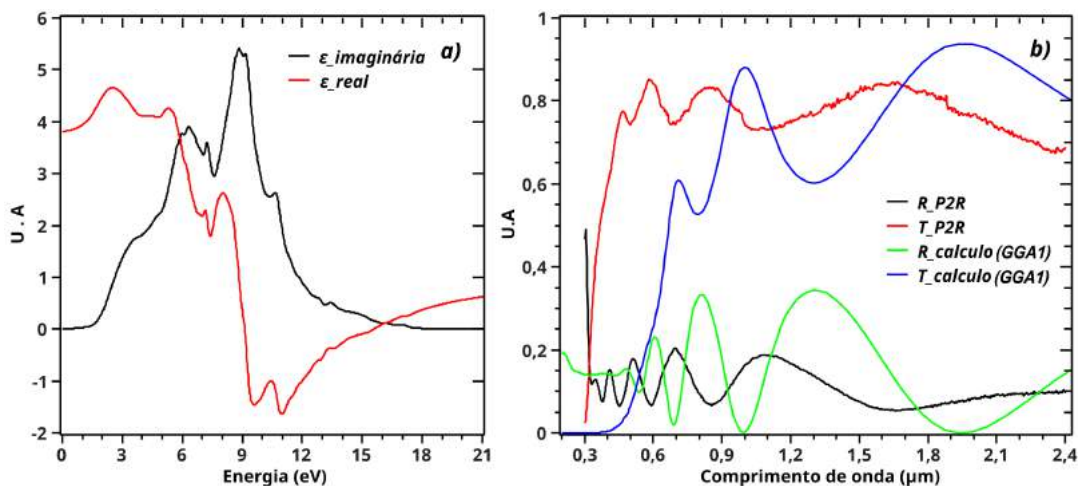 a)
ε_imaginária
ε_real
U . A
6
5
4
3
2
1
0
-1
-2
0 3 6 9 12 15 18 21
Energia (eV)
b)
R_P2R
T_P2R
R_calculo (GGA1)
T_calculo (GGA1)
U.A
1
0,8
0,6
0,4
0,2
0
0,3 0,6 0,9 1,2 1,5 1,8 2,1 2,4
Comprimento de onda (µm)